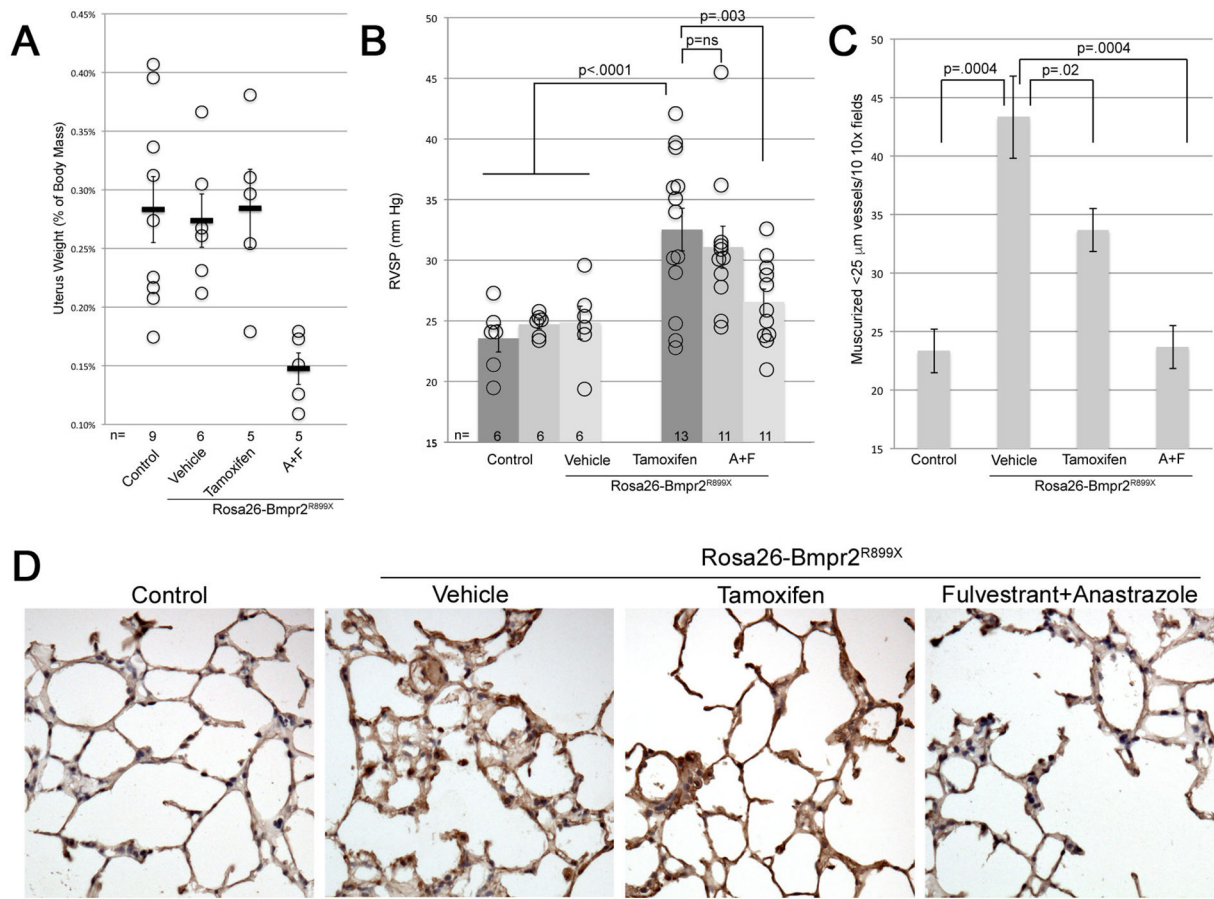 A
Uterus Weight (% of Body Mass)
0.45%
0.40%
0.35%
0.30%
0.25%
0.20%
0.15%
0.10%
n= 9 6 5 5
Control Vehicle Tamoxifen A+F
Rosa26-Bmpr2R899X
B
RVSP (mm Hg)
50
45
40
35
30
25
20
15
p=.003
p=ns
p<.0001
n= 6 6 6 13 11 11
Control Vehicle Tamoxifen A+F
Rosa26-Bmpr2R899X
C
Muscurized <25 μm vessels/10 10x fields
50
45
40
35
30
25
20
15
p=.0004
p=.0004 p=.02
Control Vehicle Tamoxifen A+F
Rosa26-Bmpr2R899X
D
Rosa26-Bmpr2R899X
Control Vehicle Tamoxifen Fulvestrant+Anastrazole